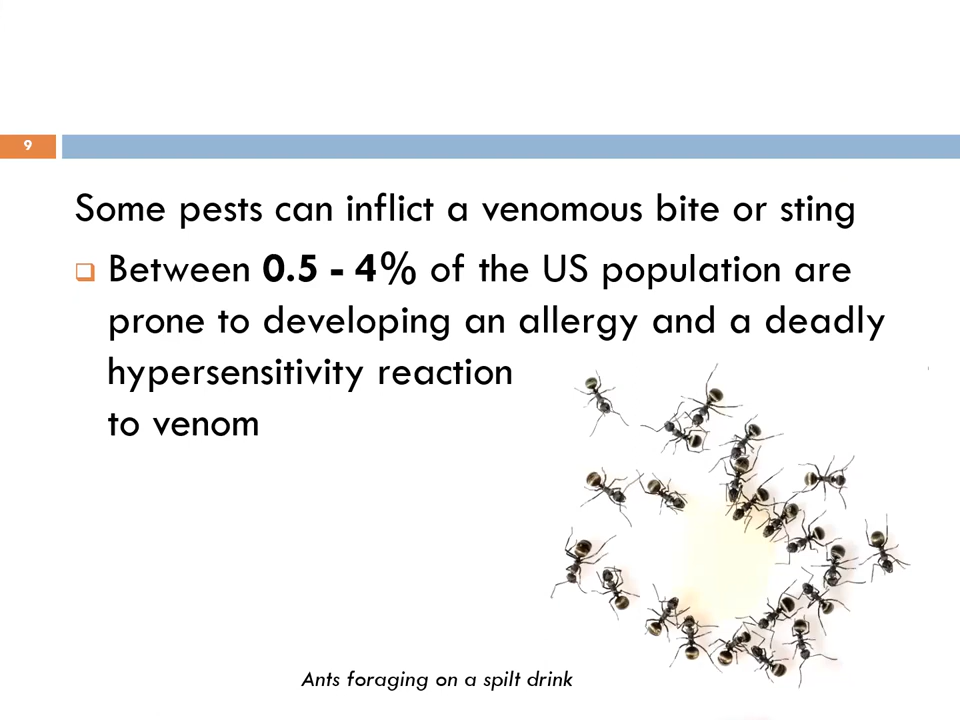 9
Some pests can inflict a venomous bite or sting
Between 0.5 - 4% of the US population are
prone to developing an allergy and a deadly
hypersensitivity reaction
to venom
Ants foraging on a spilt drink